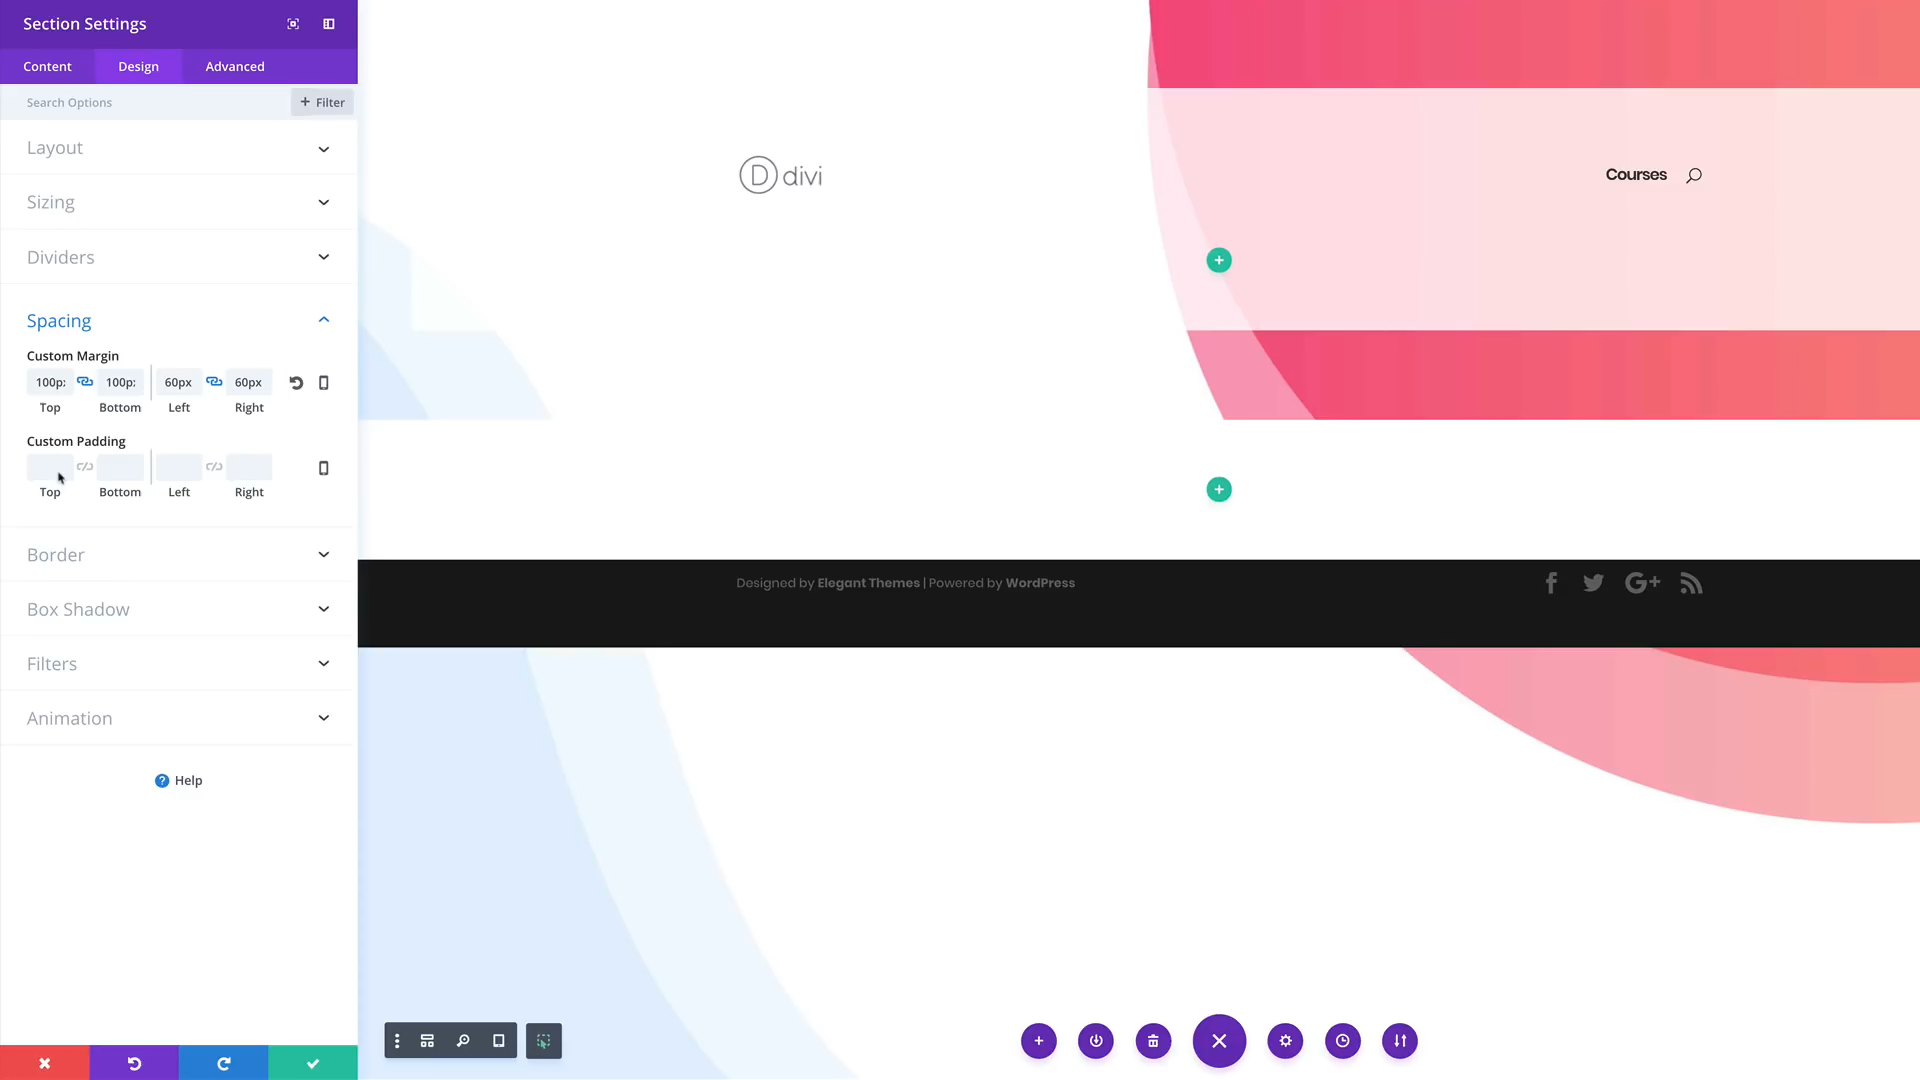 Section Settings
Content Design Advanced
Search Options
+ Filter
Layout
Sizing
Dividers
Spacing
Custom Margin
100p: 100p: 60px 60px
Top Bottom Left Right
Custom Padding
Top Bottom Left Right
Border
Box Shadow
Filters
Animation
? Help
D divi
Courses
Designed by Elegant Themes | Powered by WordPress
G+